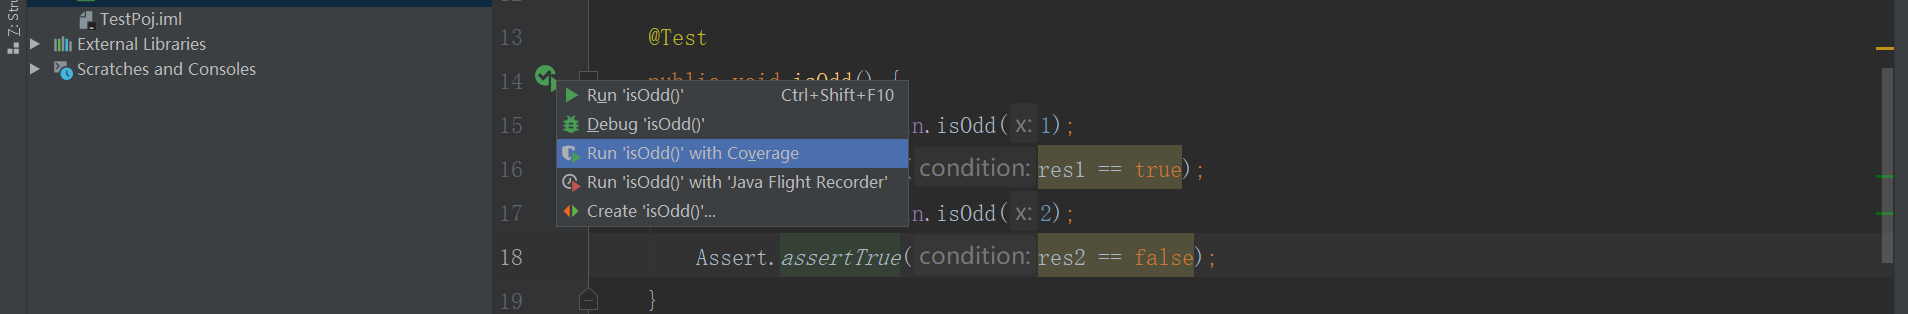 Z: Stru
TestPoj.iml
External Libraries
Scratches and Consoles
13 @Test
14 isOdd() {
Run 'isOdd()' Ctrl+Shift+F10
Debug 'isOdd()'
15 n.isOdd( x: 1);
Run 'isOdd()' with Coverage
16 ( condition: res1 == true);
Run 'isOdd()' with 'Java Flight Recorder'
17 n.isOdd( x: 2);
Create 'isOdd()'...
18 Assert.assertTrue( condition: res2 == false);
19 }